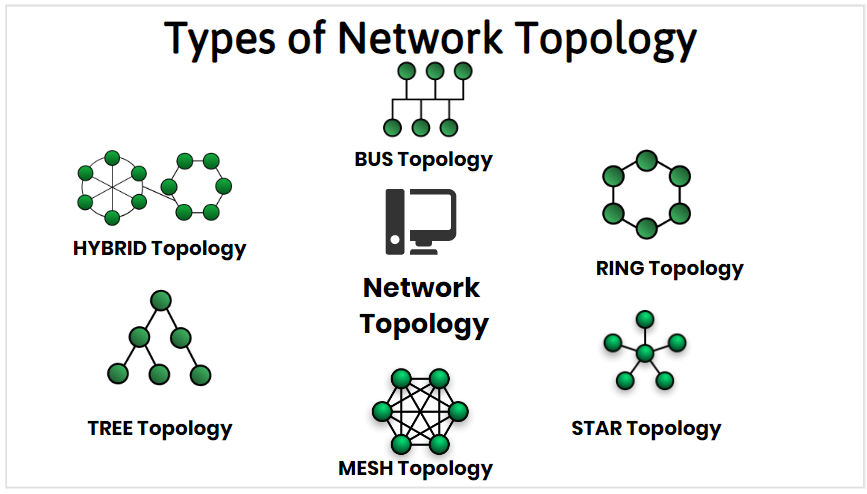 Types of Network Topology
BUS Topology
HYBRID Topology
RING Topology
Network
Topology
TREE Topology
STAR Topology
MESH Topology